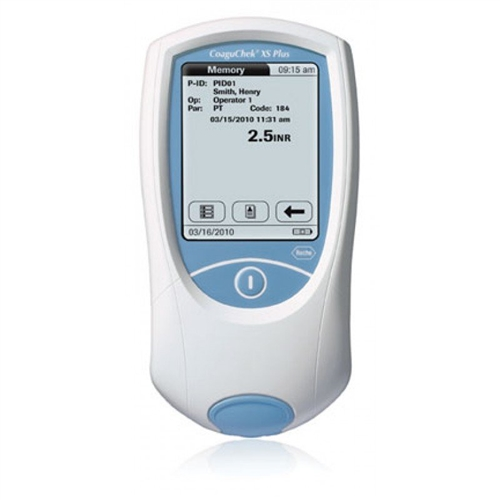 CoaguChek® XS Plus
Memory 09:15 am
P-ID: PID01
Smith, Henry
Op: Operator 1
Par: PT Code: 184
03/15/2010 11:31 am
2.5INR
03/16/2010
Roche